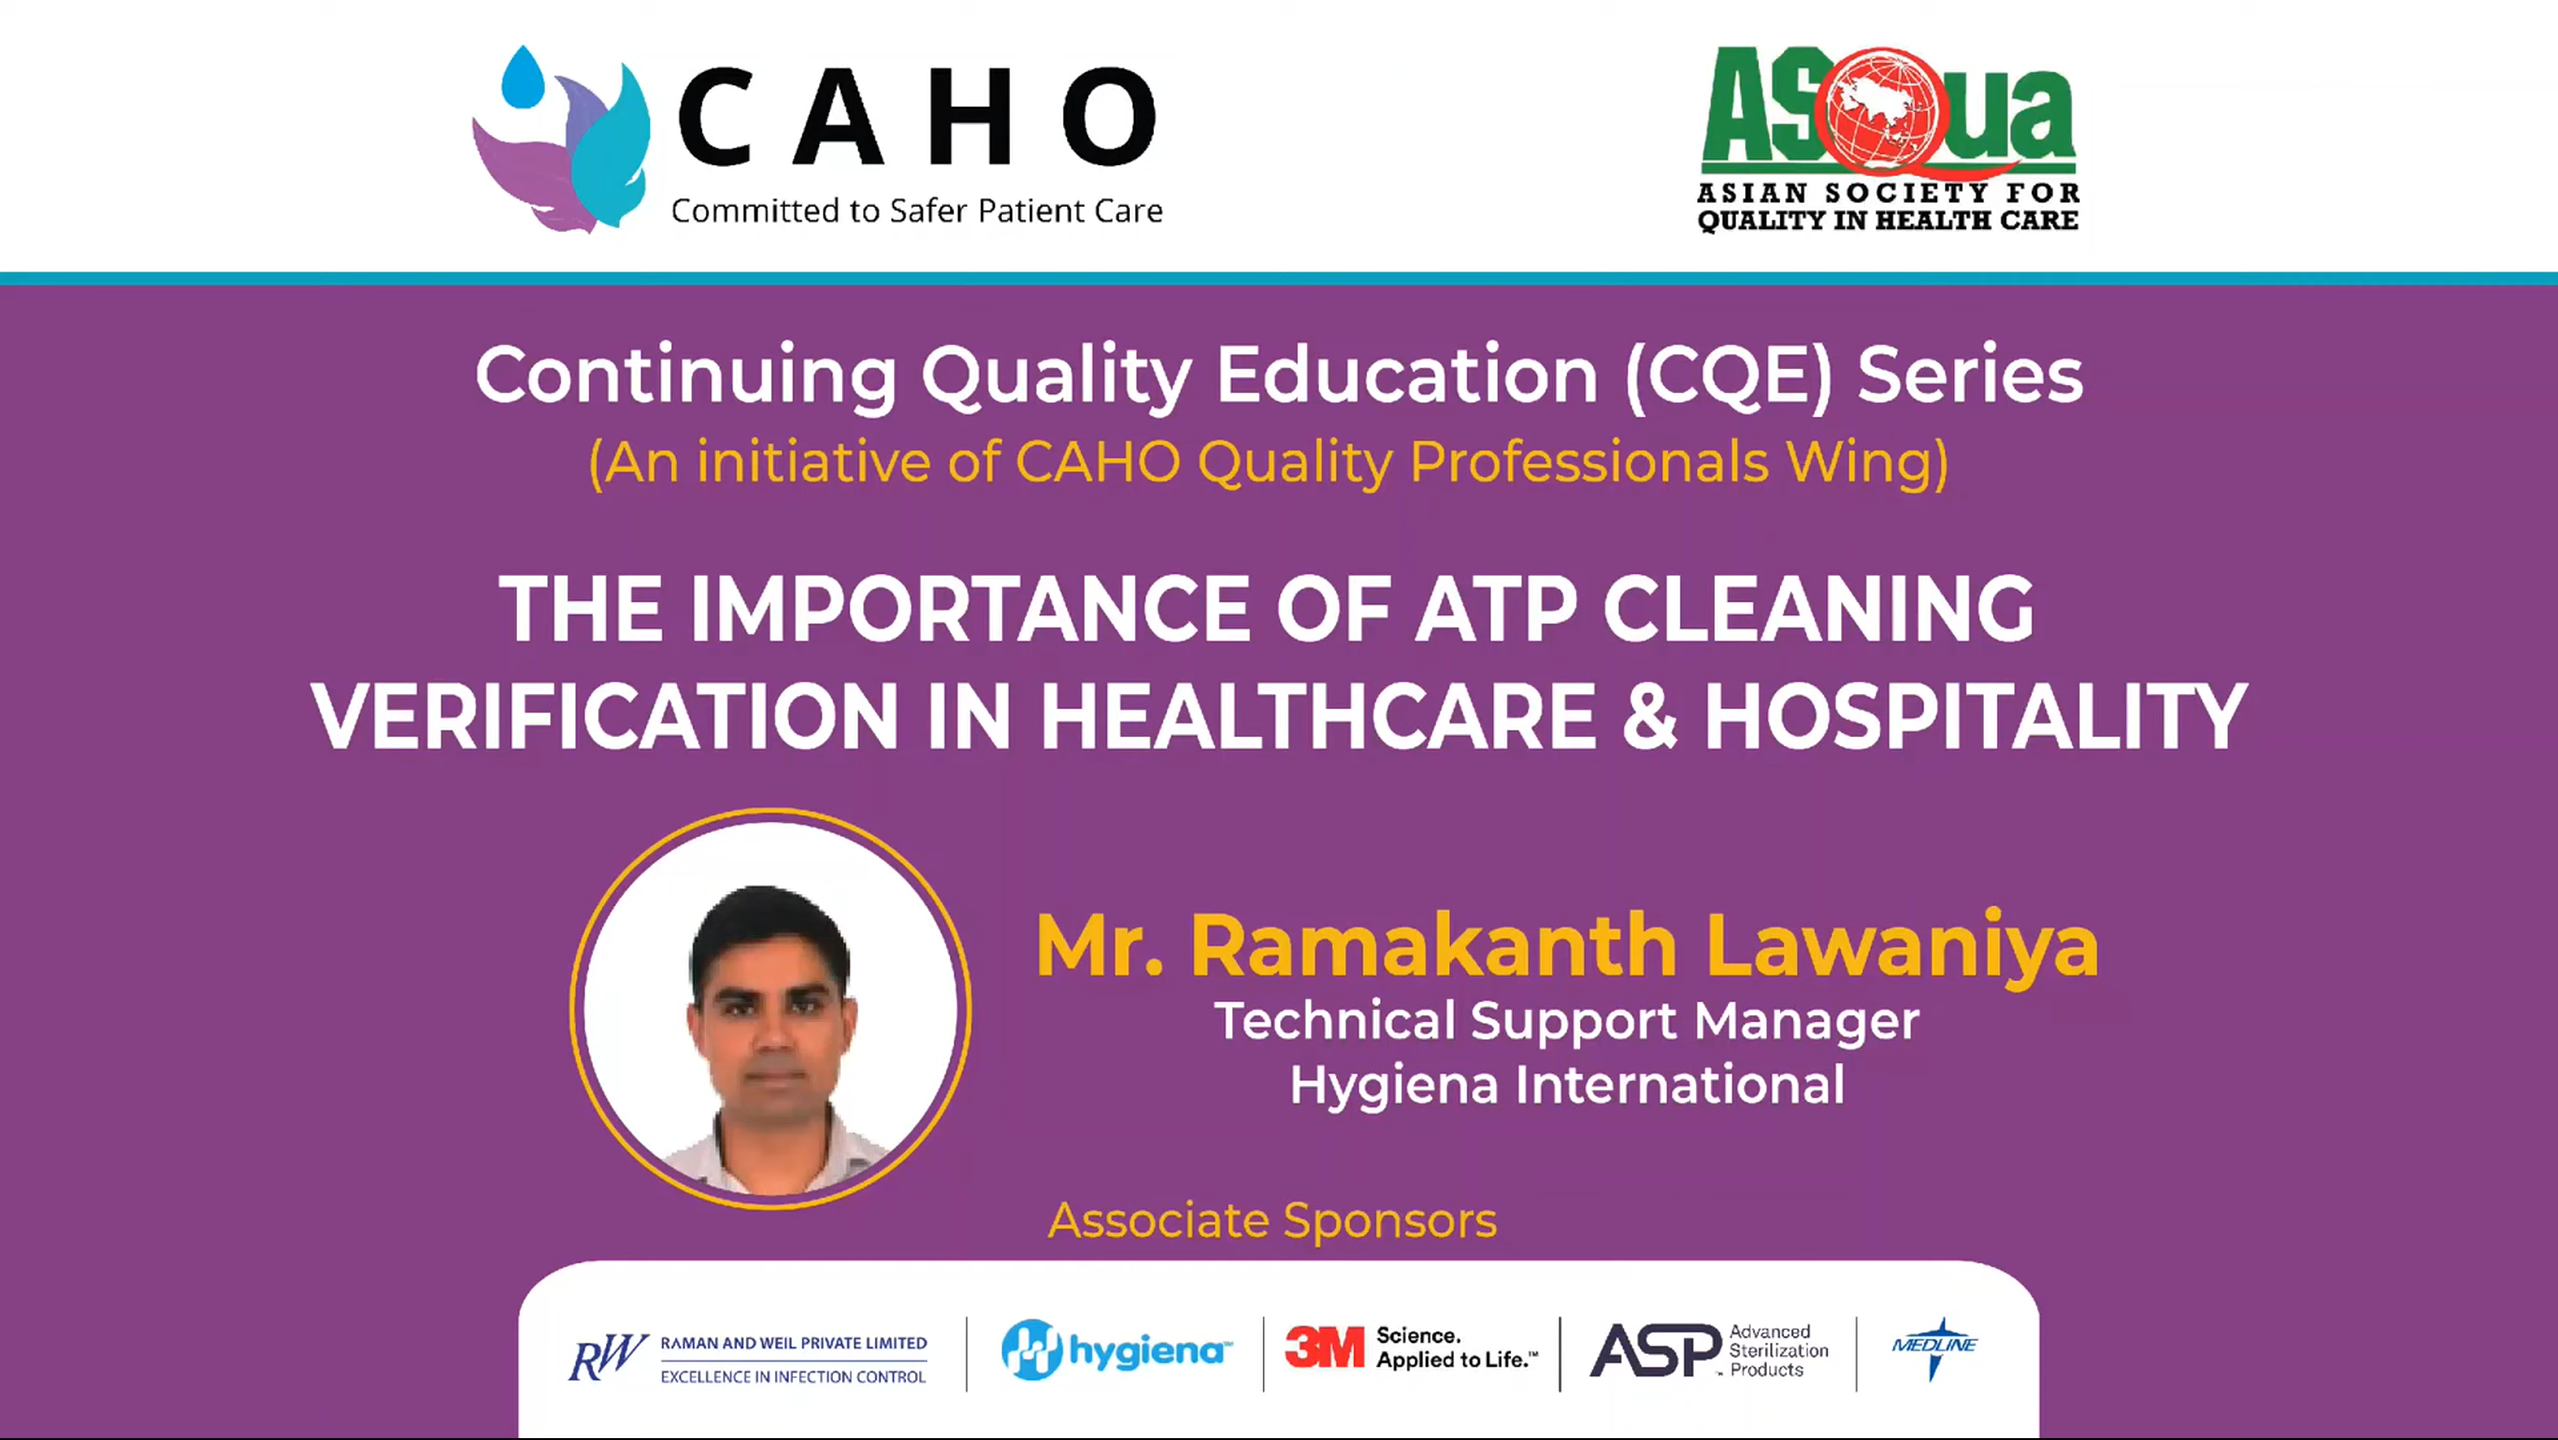 CAHO
Committed to Safer Patient Care
ASQua
ASIAN SOCIETY FOR
QUALITY IN HEALTH CARE
Continuing Quality Education (CQE) Series
(An initiative of CAHO Quality Professionals Wing)
THE IMPORTANCE OF ATP CLEANING
VERIFICATION IN HEALTHCARE & HOSPITALITY
Mr. Ramakanth Lawaniya
Technical Support Manager
Hygiena International
Associate Sponsors
RW
RAMAN AND WEIL PRIVATE LIMITED
EXCELLENCE IN INFECTION CONTROL
hygiena™
3M
Science.
Applied to Life.™
ASP™
Advanced
Sterilization
Products
MEDLINE